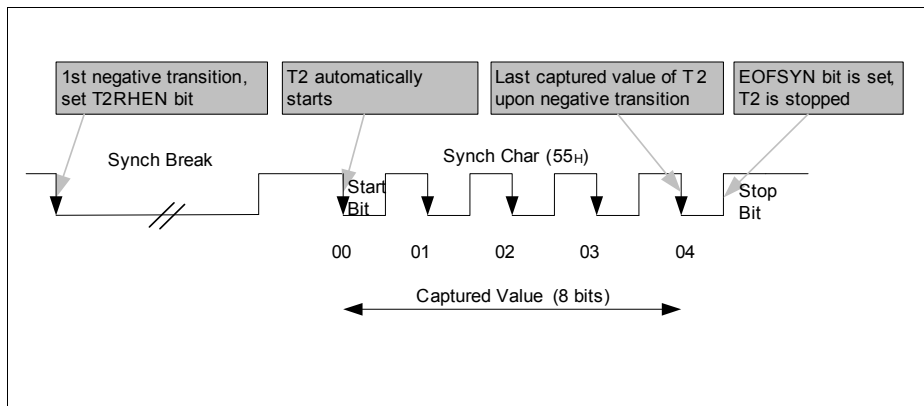 1st negative transition,
set T2RHEN bit
T2 automatically
starts
Last captured value of T2
upon negative transition
EOFSYN bit is set,
T2 is stopped
Synch Break
Synch Char (55H)
Start
Bit
Stop
Bit
00 01 02 03 04
Captured Value (8 bits)